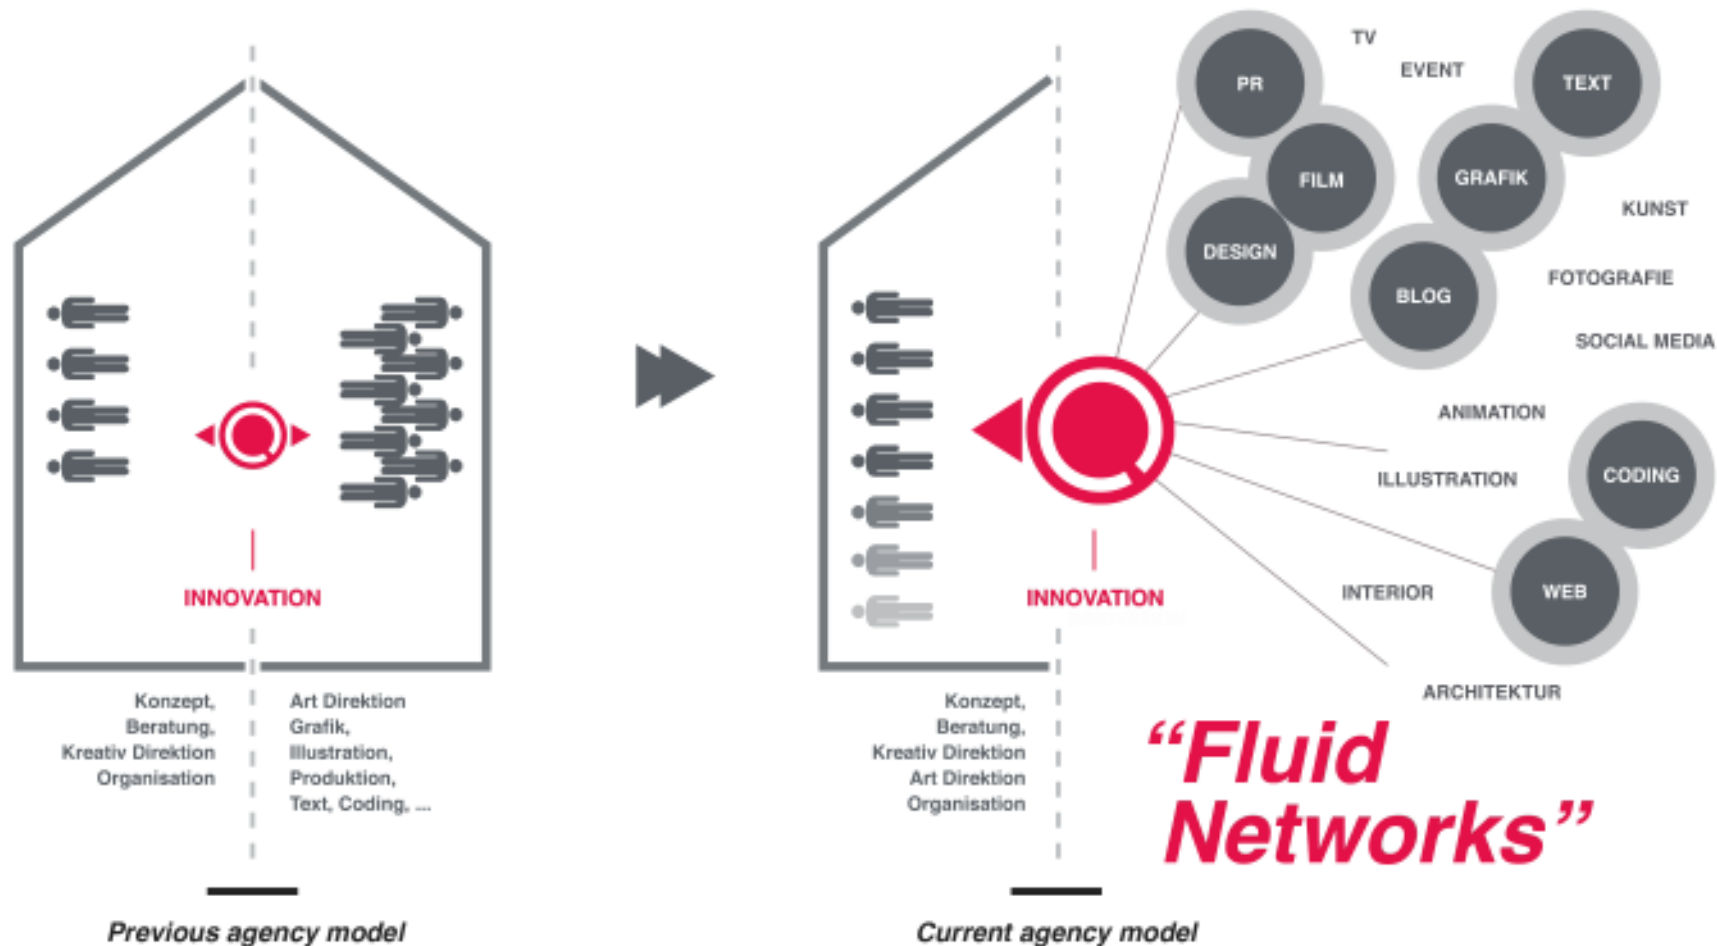 INNOVATION
Konzept,
Beratung,
Kreativ Direktion
Organisation
Art Direktion
Grafik,
Illustration,
Produktion,
Text, Coding, ...
Previous agency model
PR
TV
EVENT
TEXT
FILM
GRAFIK
KUNST
DESIGN
FOTOGRAFIE
BLOG
SOCIAL MEDIA
ANIMATION
ILLUSTRATION
CODING
INTERIOR
WEB
ARCHITEKTUR
INNOVATION
Konzept,
Beratung,
Kreativ Direktion
Art Direktion
Organisation
“Fluid
Networks”
Current agency model